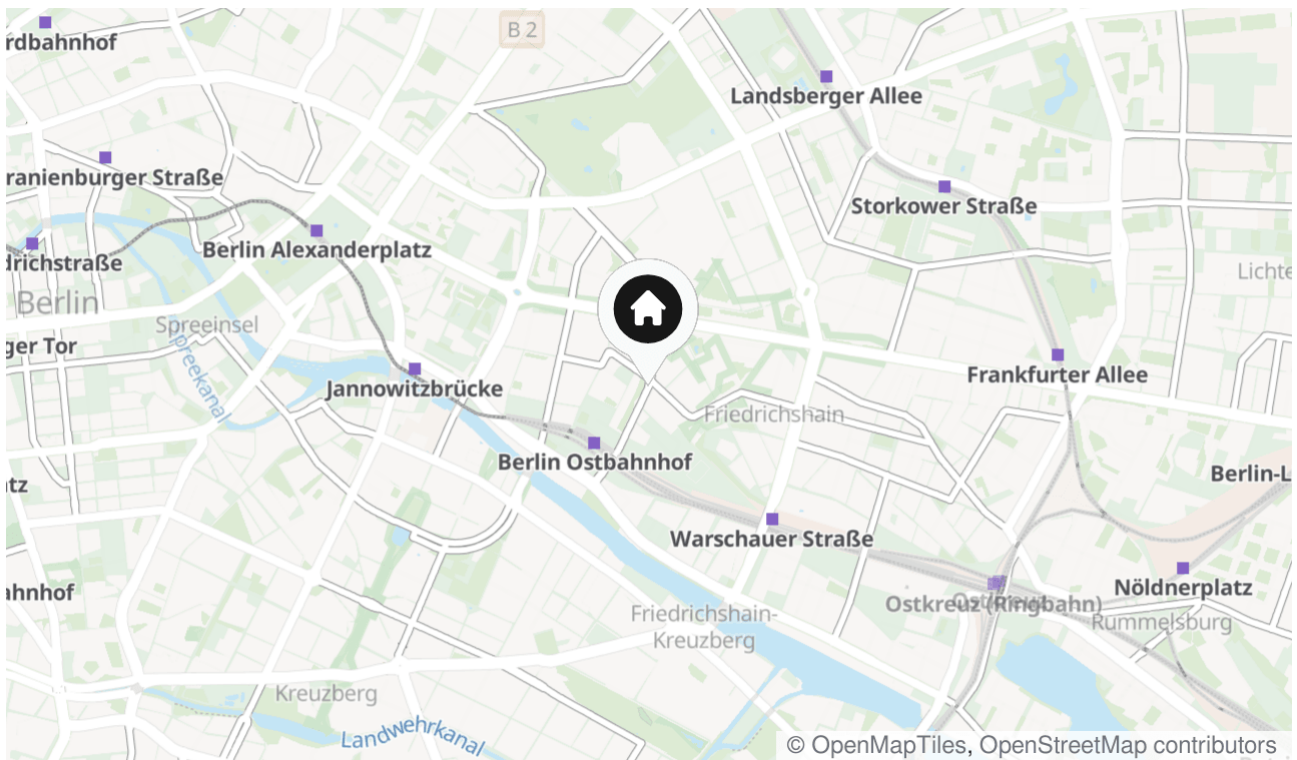 B 2
rdbahnhof
Landsberger Allee
ranienburger Straße
Storkower Straße
Berlin Alexanderplatz
drichstraße
Lichte
Berlin
Spreeinsel
ger Tor
Spreekanal
Frankfurter Allee
Jannowitzbrücke
Friedrichshain
Berlin Ostbahnhof
Berlin-L
tz
Warschauer Straße
ahnhof
Nöldnerplatz
Ostkreuz (Ringbahn)
Friedrichshain-
Kreuzberg
Rummelsburg
Kreuzberg
Landwehrkanal
© OpenMapTiles, OpenStreetMap contributors